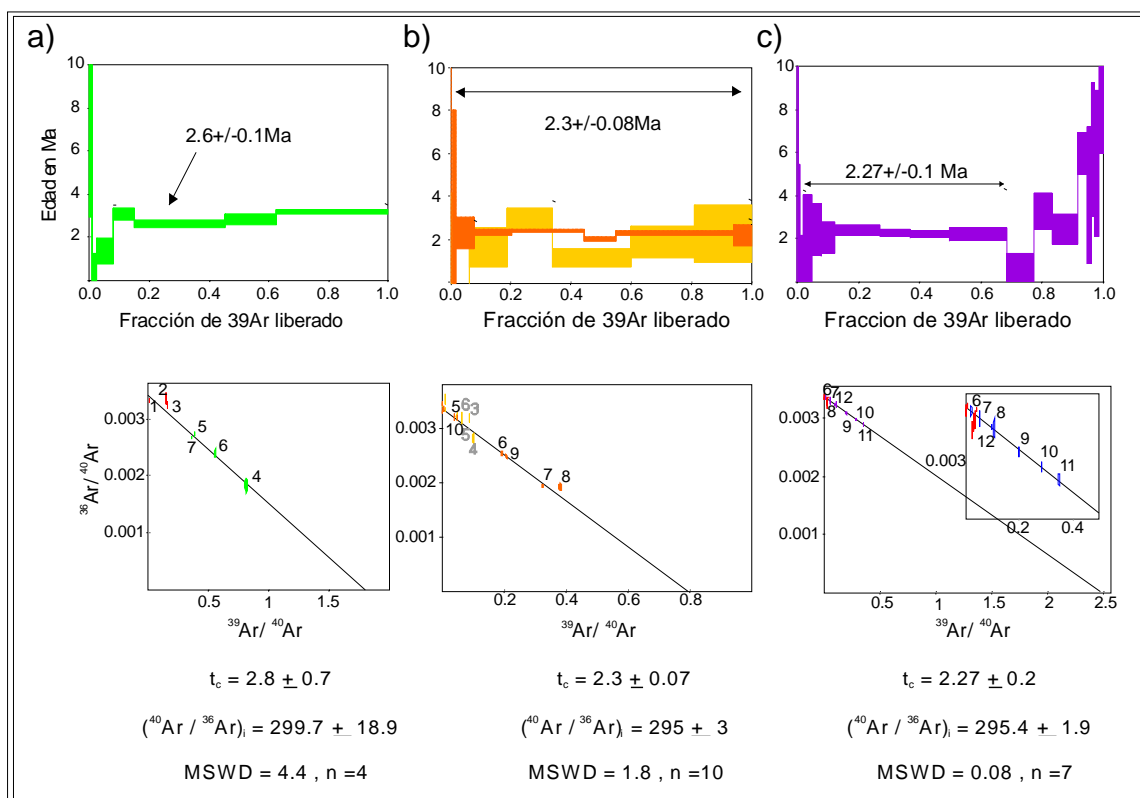 a)
b)
c)
Edad en Ma
10
8
6
4
2
2.6+/-0.1Ma
0.0 0.2 0.4 0.6 0.8 1.0
Fracción de 39Ar liberado
10
8
6
4
2
2.3+/-0.08Ma
0.0 0.2 0.4 0.6 0.8 1.0
Fracción de 39Ar liberado
10
8
6
4
2
2.27+/-0.1 Ma
0.0 0.2 0.4 0.6 0.8 1.0
Fraccion de 39Ar liberado
³⁶Ar/ ⁴⁰Ar
0.003
0.002
0.001
2
1 3
5
7 6
4
0.5 1 1.5
³⁹Ar/ ⁴⁰Ar
0.003
0.002
0.001
5 6 3
10 5
4
6
9
7 8
0.2 0.4 0.6 0.8
³⁹Ar/ ⁴⁰Ar
0.003
0.002
0.001
67 12
8 9 10
11
0.5 1 1.5 2 2.5
³⁹Ar/ ⁴⁰Ar
6 7 8
12 9 10 11
0.003
0.2 0.4
t_c = 2.8 ± 0.7
(⁴⁰Ar / ³⁶Ar)ᵢ = 299.7 ± 18.9
MSWD = 4.4 , n =4
t_c = 2.3 ± 0.07
(⁴⁰Ar / ³⁶Ar)ᵢ = 295 ± 3
MSWD = 1.8 , n =10
t_c = 2.27 ± 0.2
(⁴⁰Ar / ³⁶Ar)ᵢ = 295.4 ± 1.9
MSWD = 0.08 , n =7